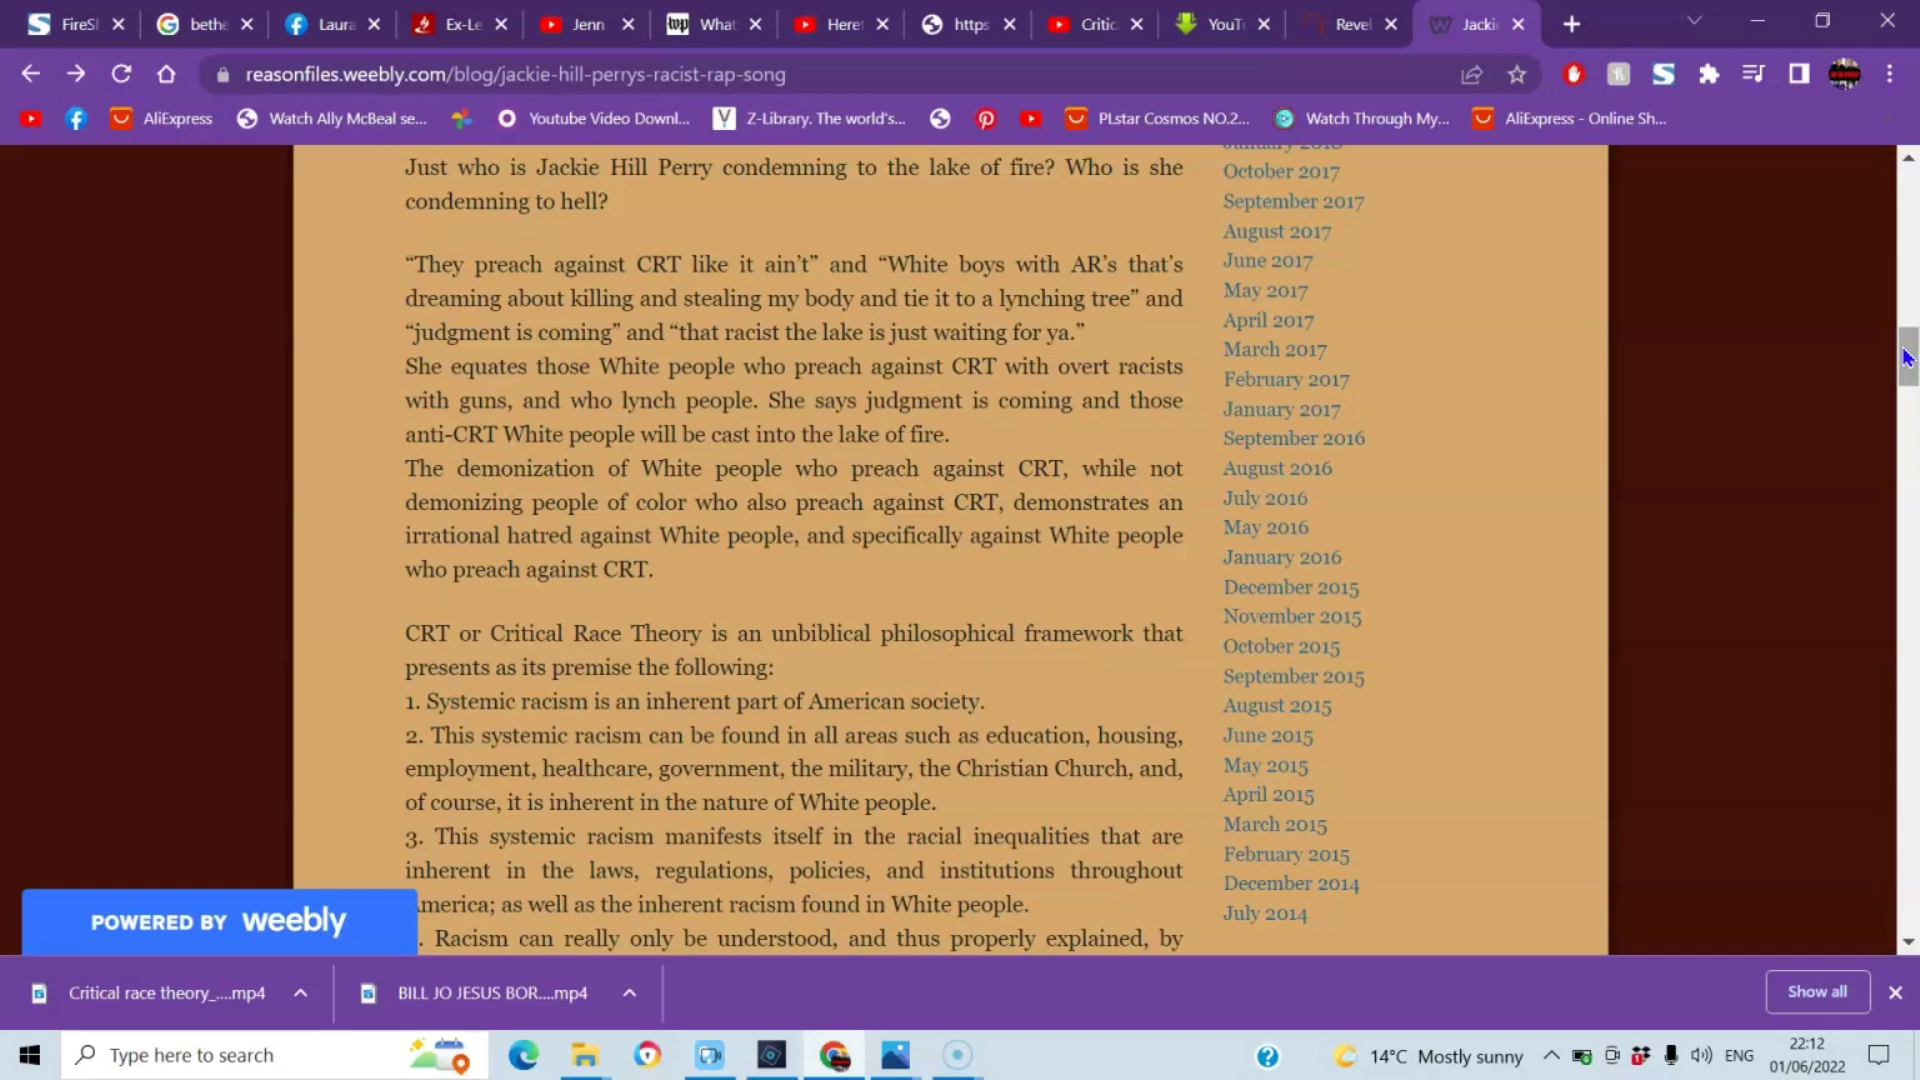 FireSl
bethe
Laura
Ex-Le
Jenn
wp What
Here'
https
Critic
YouT
Revel
Jacki
reasonfiles.weebly.com/blog/jackie-hill-perrys-racist-rap-song
AliExpress
Watch Ally McBeal se...
Youtube Video Downl...
Z-Library. The world's...
PLstar Cosmos NO.2...
Watch Through My...
AliExpress - Online Sh...
Just who is Jackie Hill Perry condemning to the lake of fire? Who is she
condemning to hell?
“They preach against CRT like it ain’t” and “White boys with AR’s that’s
dreaming about killing and stealing my body and tie it to a lynching tree” and
“judgment is coming” and “that racist the lake is just waiting for ya.”
She equates those White people who preach against CRT with overt racists
with guns, and who lynch people. She says judgment is coming and those
anti-CRT White people will be cast into the lake of fire.
The demonization of White people who preach against CRT, while not
demonizing people of color who also preach against CRT, demonstrates an
irrational hatred against White people, and specifically against White people
who preach against CRT.
CRT or Critical Race Theory is an unbiblical philosophical framework that
presents as its premise the following:
1. Systemic racism is an inherent part of American society.
2. This systemic racism can be found in all areas such as education, housing,
employment, healthcare, government, the military, the Christian Church, and,
of course, it is inherent in the nature of White people.
3. This systemic racism manifests itself in the racial inequalities that are
inherent in the laws, regulations, policies, and institutions throughout
merica; as well as the inherent racism found in White people.
. Racism can really only be understood, and thus properly explained, by
January 2018
October 2017
September 2017
August 2017
June 2017
May 2017
April 2017
March 2017
February 2017
January 2017
September 2016
August 2016
July 2016
May 2016
January 2016
December 2015
November 2015
October 2015
September 2015
August 2015
June 2015
May 2015
April 2015
March 2015
February 2015
December 2014
July 2014
POWERED BY weebly
Critical race theory_....mp4
BILL JO JESUS BOR....mp4
Show all
Type here to search
14°C Mostly sunny
ENG
22:12
01/06/2022